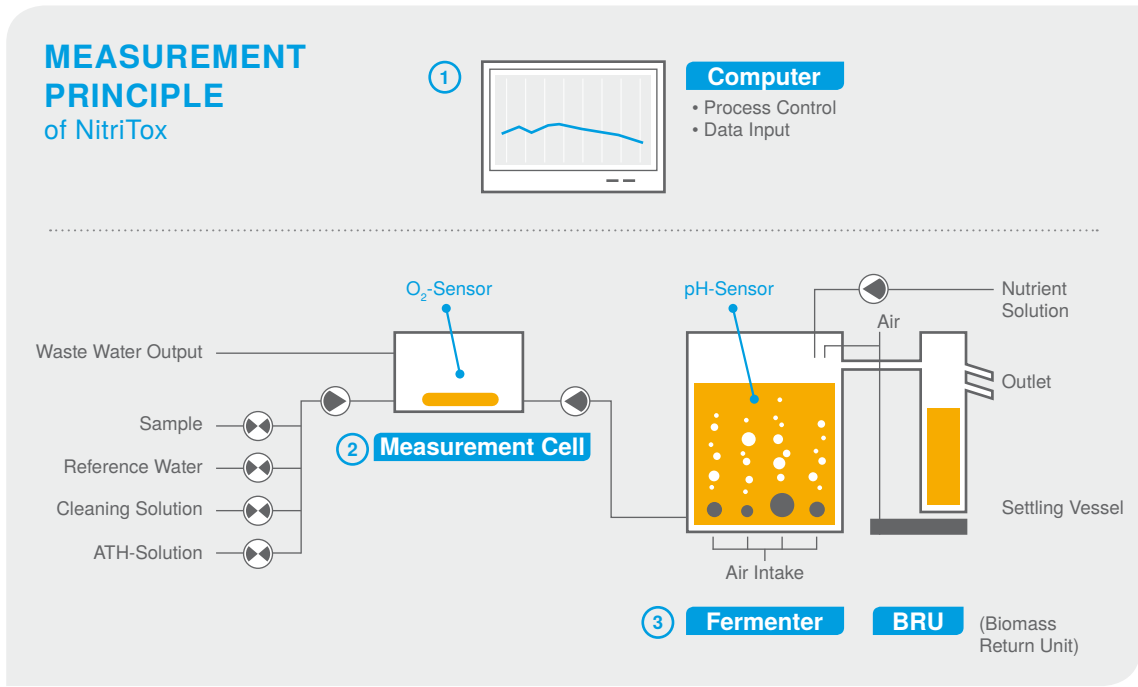 MEASUREMENT
PRINCIPLE
of NitriTox
1
Computer
• Process Control
• Data Input
O₂-Sensor
pH-Sensor
Nutrient
Solution
Air
Waste Water Output
Outlet
Sample
2 Measurement Cell
Reference Water
Cleaning Solution
Settling Vessel
ATH-Solution
Air Intake
3 Fermenter
BRU
(Biomass
Return Unit)